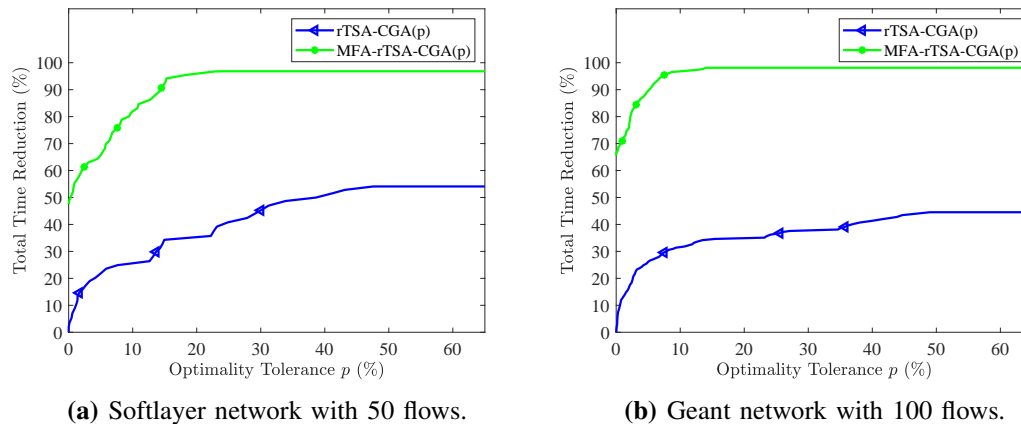 rTSA-CGA(p)
MFA-rTSA-CGA(p)
100
90
80
70
60
50
40
30
20
10
0
Total Time Reduction (%)
0 10 20 30 40 50 60
Optimality Tolerance p (%)
(a) Softlayer network with 50 flows.
rTSA-CGA(p)
MFA-rTSA-CGA(p)
100
90
80
70
60
50
40
30
20
10
0
Total Time Reduction (%)
0 10 20 30 40 50 60
Optimality Tolerance p (%)
(b) Geant network with 100 flows.